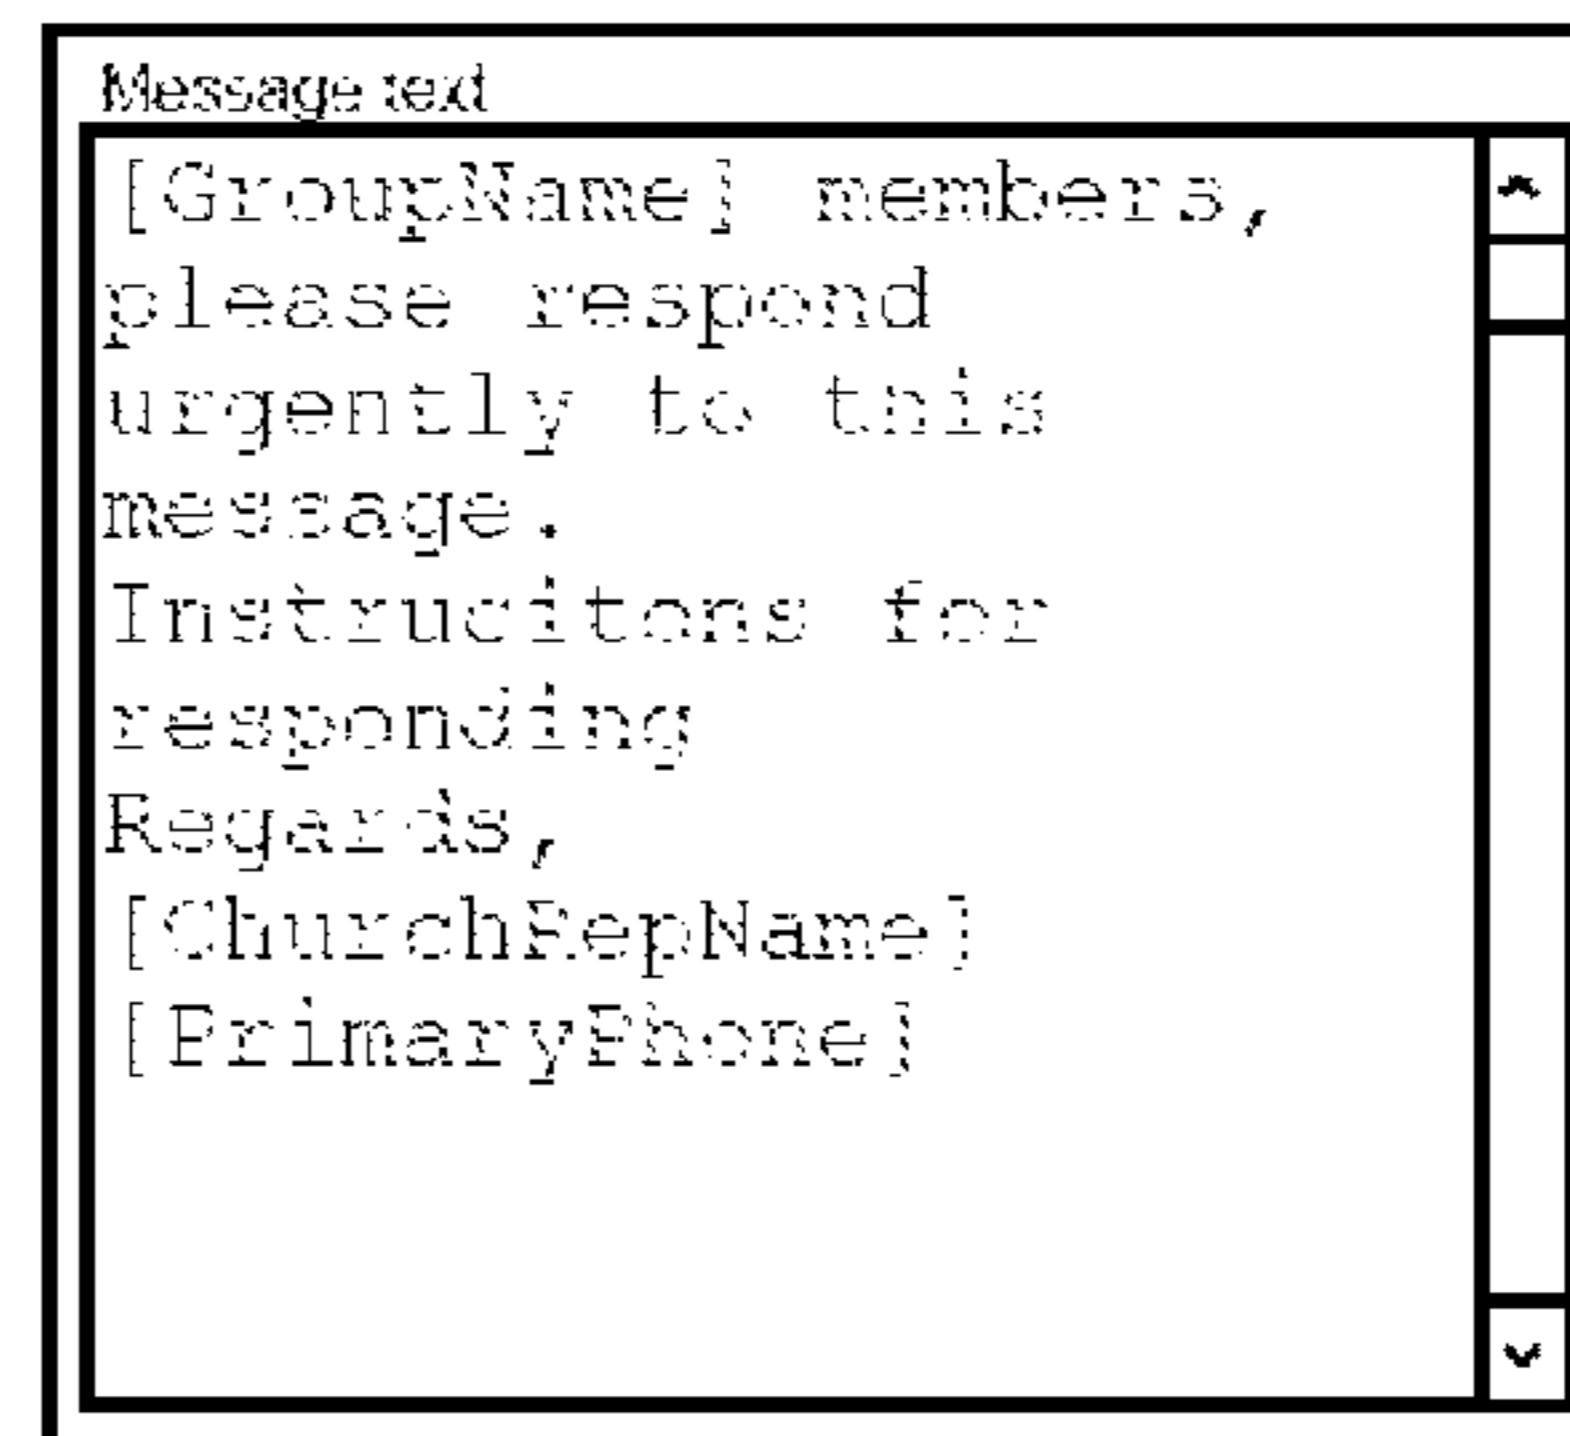 Message text
[GroupName] members,
please respond
urgently to this
message.
Instrucitons for
responding
Regards,
[ChurchRepName]
[PrimaryPhone]